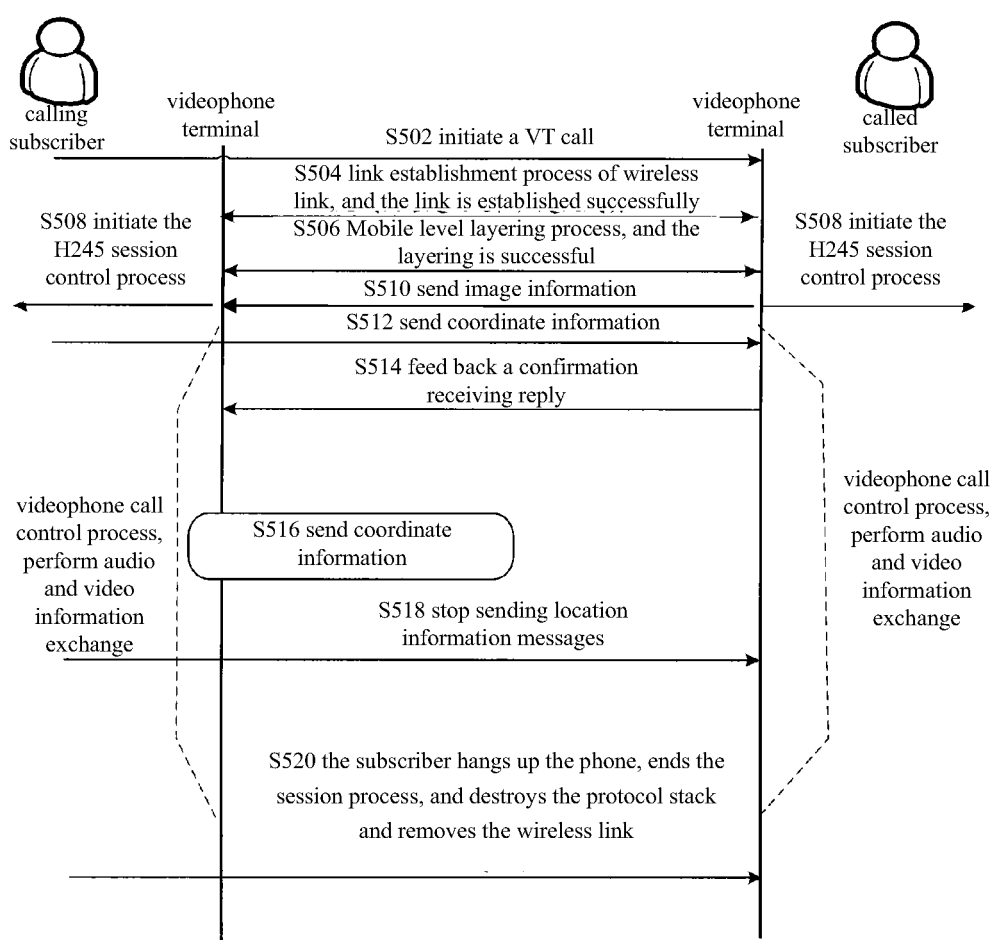 calling
subscriber
videophone
terminal
videophone
terminal
called
subscriber
S502 initiate a VT call
S504 link establishment process of wireless
link, and the link is established successfully
S508 initiate the
H245 session
control process
S506 Mobile level layering process, and the
layering is successful
S508 initiate the
H245 session
control process
S510 send image information
S512 send coordinate information
S514 feed back a confirmation
receiving reply
videophone call
control process,
perform audio
and video
information
exchange
S516 send coordinate
information
videophone call
control process,
perform audio
and video
information
exchange
S518 stop sending location
information messages
S520 the subscriber hangs up the phone, ends the
session process, and destroys the protocol stack
and removes the wireless link